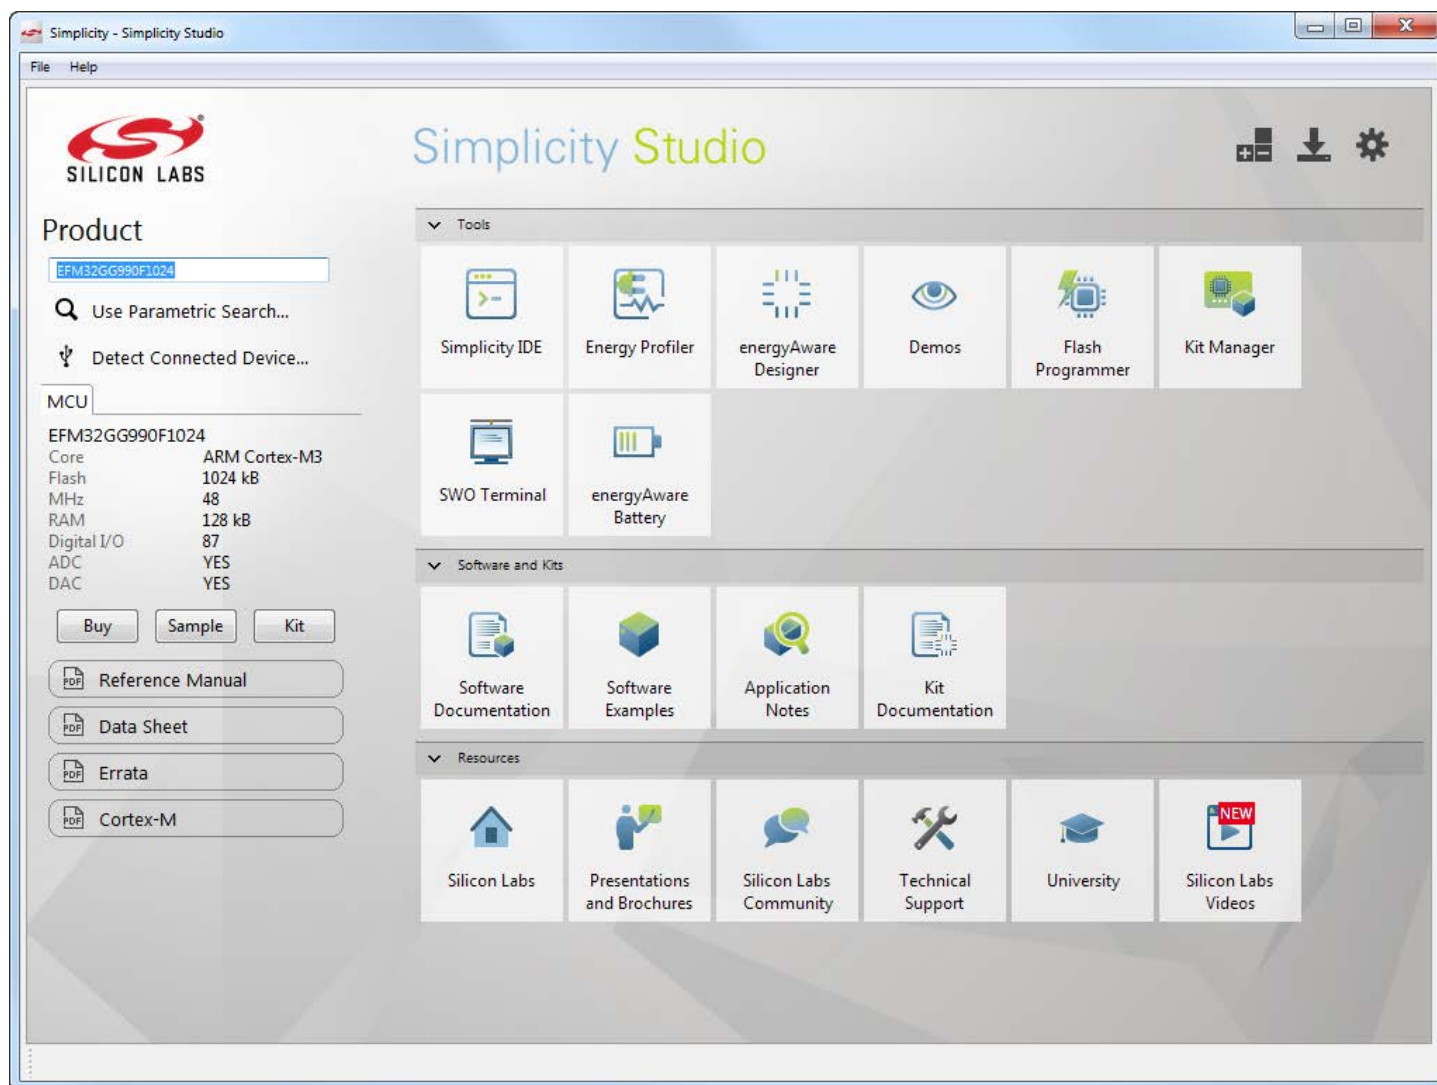 Simplicity - Simplicity Studio
File Help
SILICON LABS
Simplicity Studio
Product
EFM32GG990F1024
Use Parametric Search...
Detect Connected Device...
MCU
EFM32GG990F1024
Core ARM Cortex-M3
Flash 1024 kB
MHz 48
RAM 128 kB
Digital I/O 87
ADC YES
DAC YES
Buy Sample Kit
PDF Reference Manual
PDF Data Sheet
PDF Errata
PDF Cortex-M
Tools
Simplicity IDE
Energy Profiler
energyAware
Designer
Demos
Flash
Programmer
Kit Manager
SWO Terminal
energyAware
Battery
Software and Kits
Software
Documentation
Software
Examples
Application
Notes
Kit
Documentation
Resources
Silicon Labs
Presentations
and Brochures
Silicon Labs
Community
Technical
Support
University
NEW
Silicon Labs
Videos